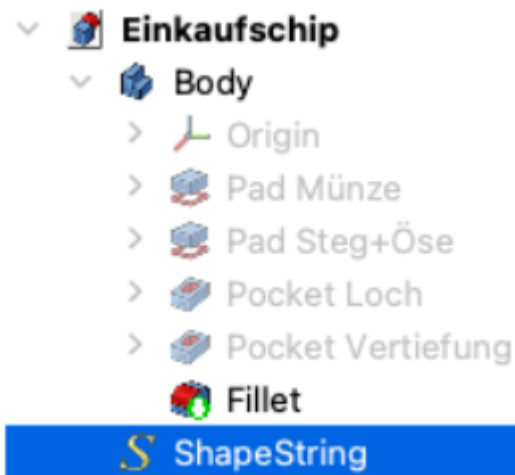 Einkaufschip
Body
Origin
Pad Münze
Pad Steg+Öse
Pocket Loch
Pocket Vertiefung
Fillet
ShapeString